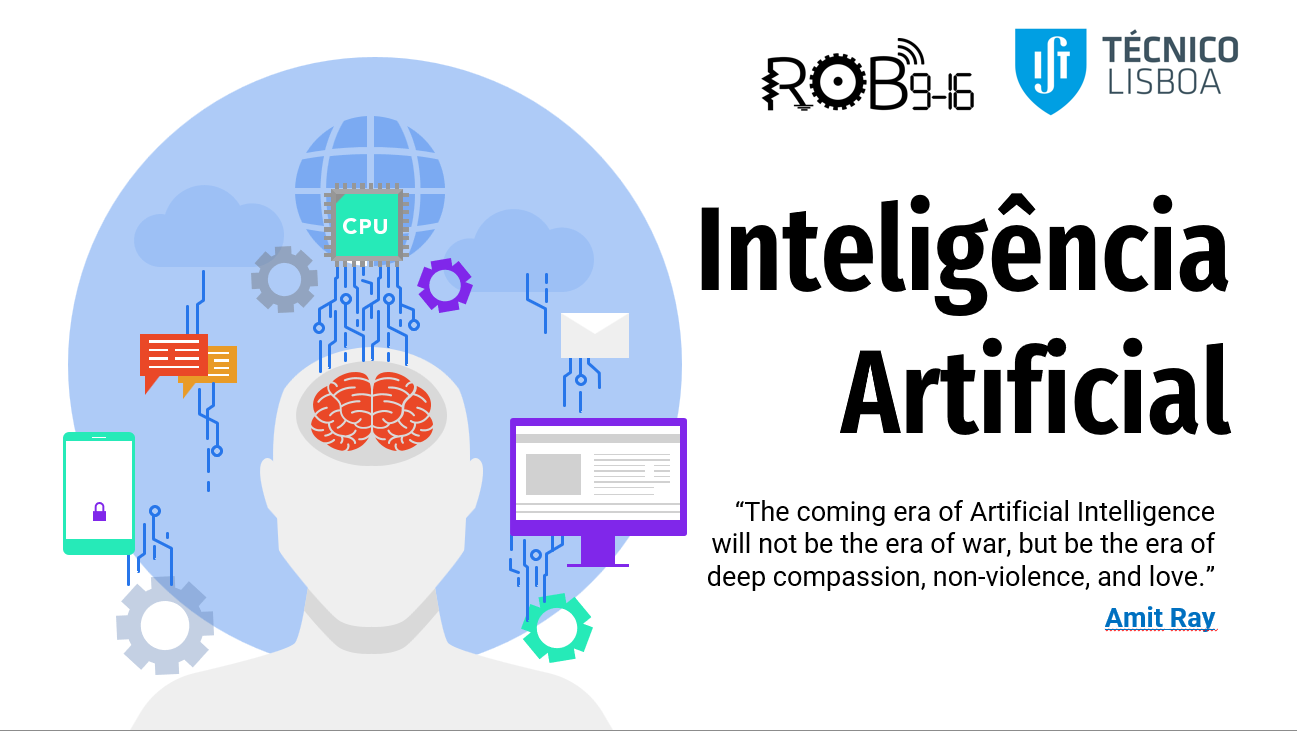 ROB9-16
TÉCNICO
LISBOA
CPU
Inteligência
Artificial
“The coming era of Artificial Intelligence
will not be the era of war, but be the era of
deep compassion, non-violence, and love.”
Amit Ray